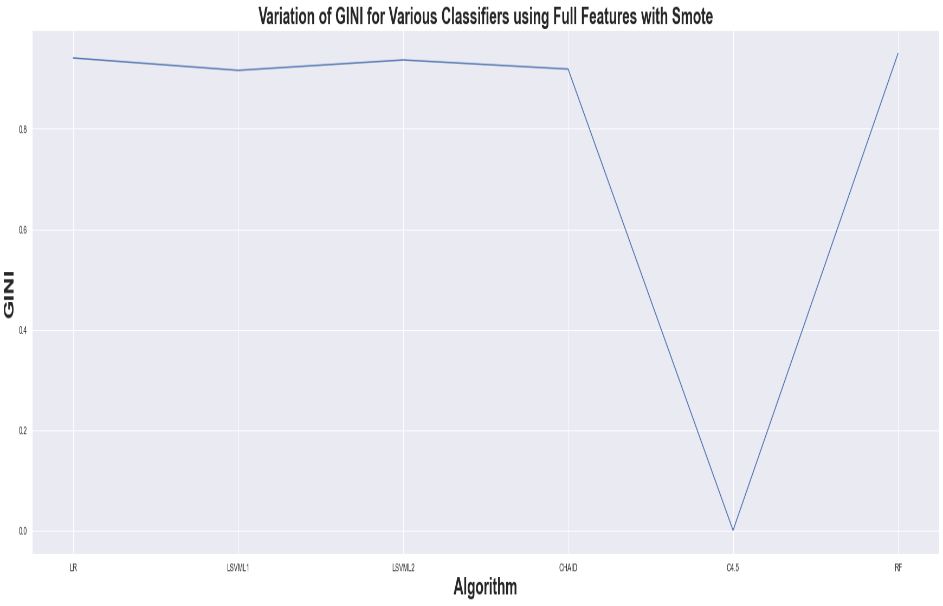 Variation of GINI for Various Classifiers using Full Features with Smote
GINI
0.8
0.6
0.4
0.2
0.0
LR
LSVML1
LSVML2
CHAID
C4.5
RF
Algorithm